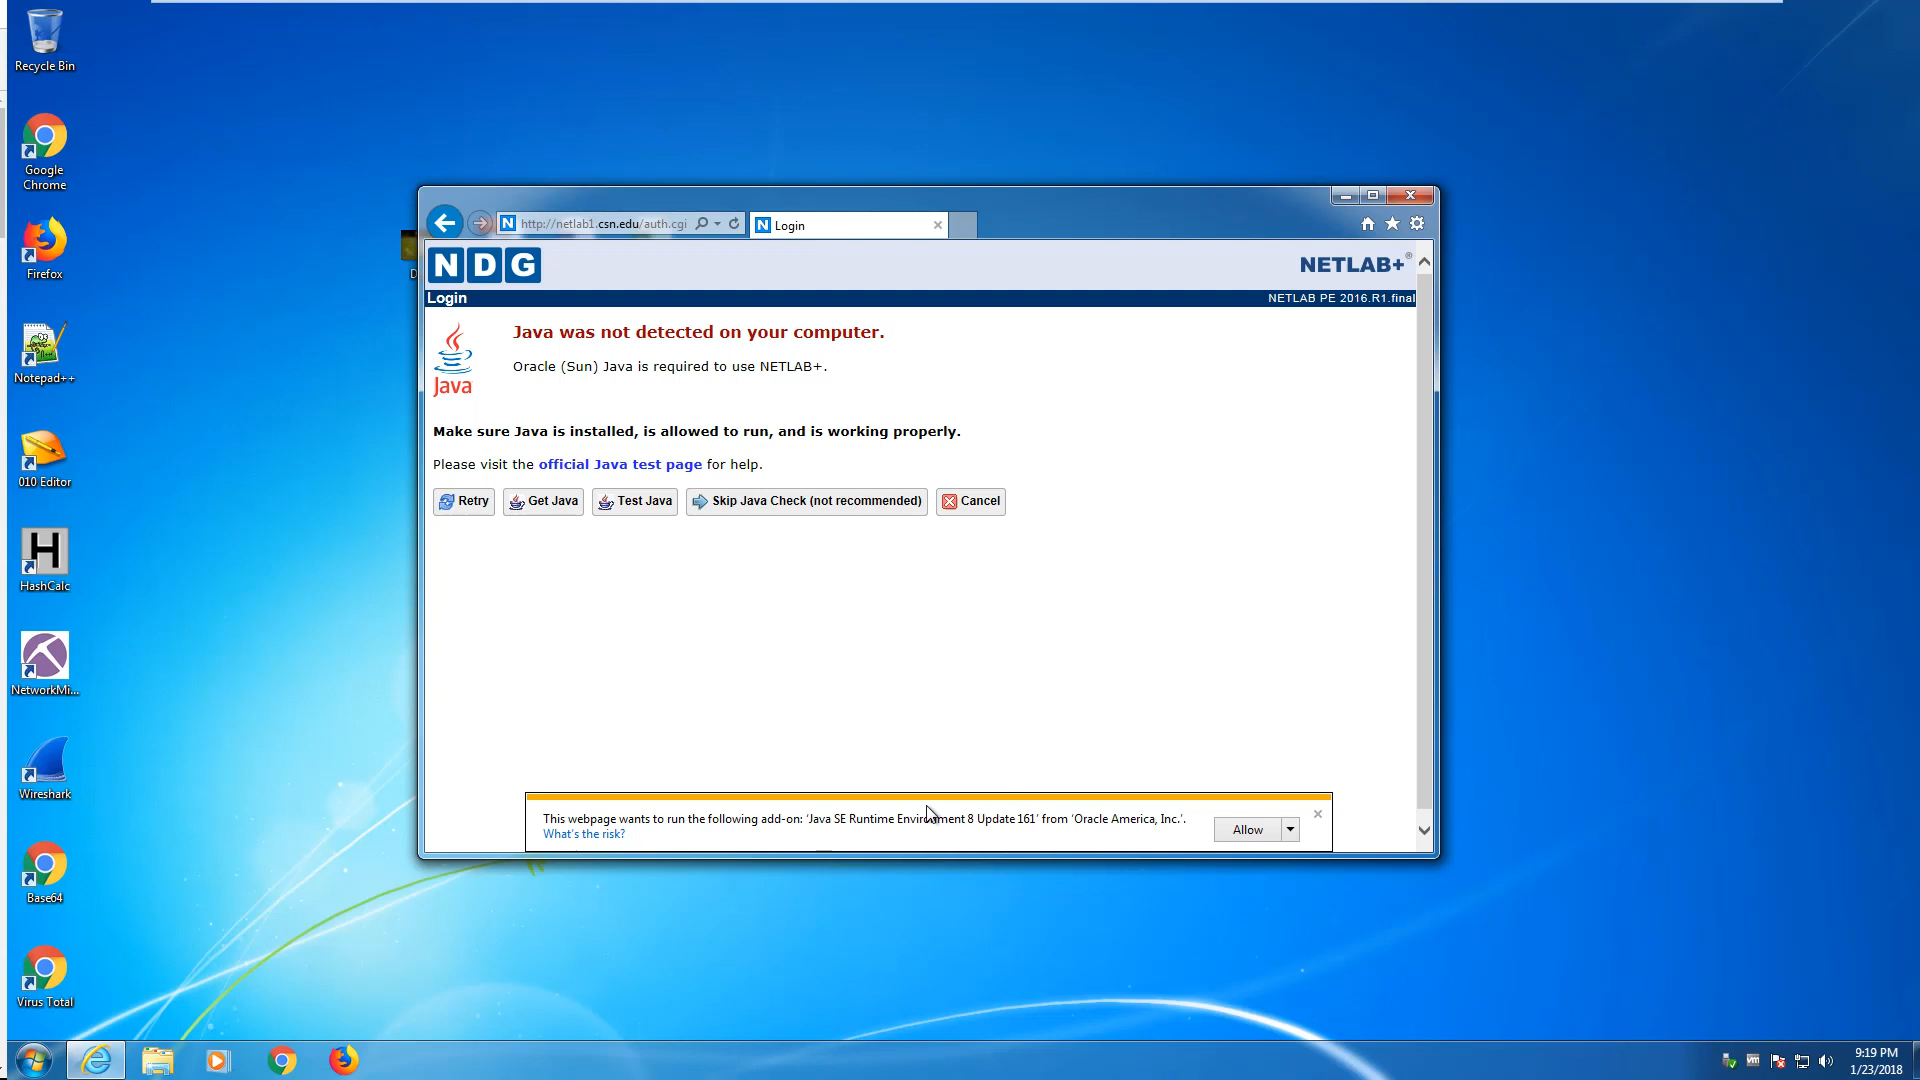 Recycle Bin
Google
Chrome
Firefox
Notepad++
010 Editor
HashCalc
NetworkMi...
Wireshark
Base64
Virus Total
D
http://netlab1.csn.edu/auth.cgi
Login
NDG
NETLAB+®
Login
NETLAB PE 2016.R1.final
Java
Java was not detected on your computer.
Oracle (Sun) Java is required to use NETLAB+.
Make sure Java is installed, is allowed to run, and is working properly.
Please visit the official Java test page for help.
Retry
Get Java
Test Java
Skip Java Check (not recommended)
Cancel
This webpage wants to run the following add-on: 'Java SE Runtime Environment 8 Update 161' from 'Oracle America, Inc.'.
What's the risk?
Allow
9:19 PM
1/23/2018